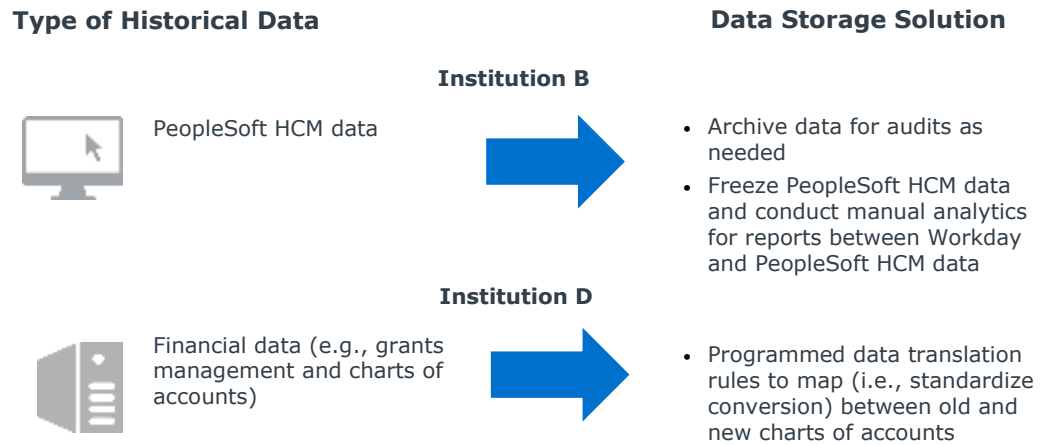 Type of Historical Data
Data Storage Solution
Institution B
PeopleSoft HCM data
• Archive data for audits as
needed
• Freeze PeopleSoft HCM data
and conduct manual analytics
for reports between Workday
and PeopleSoft HCM data
Institution D
Financial data (e.g., grants
management and charts of
accounts)
• Programmed data translation
rules to map (i.e., standardize
conversion) between old and
new charts of accounts